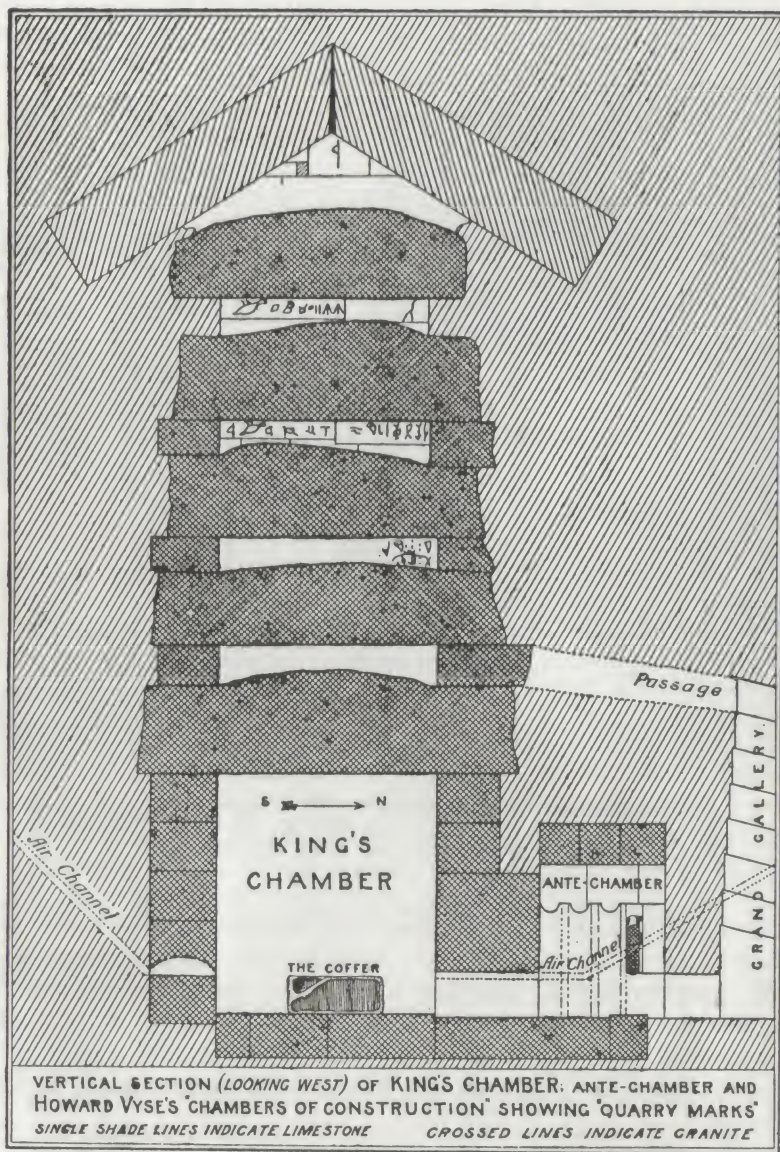 Passage
GRAND GALLERY.
S N
KING'S
CHAMBER
ANTE-CHAMBER
Air Channel
Air Channel
THE COFFER
VERTICAL SECTION (LOOKING WEST) OF KING'S CHAMBER; ANTE-CHAMBER AND
HOWARD VYSE'S "CHAMBERS OF CONSTRUCTION" SHOWING "QUARRY MARKS"
SINGLE SHADE LINES INDICATE LIMESTONE CROSSED LINES INDICATE GRANITE